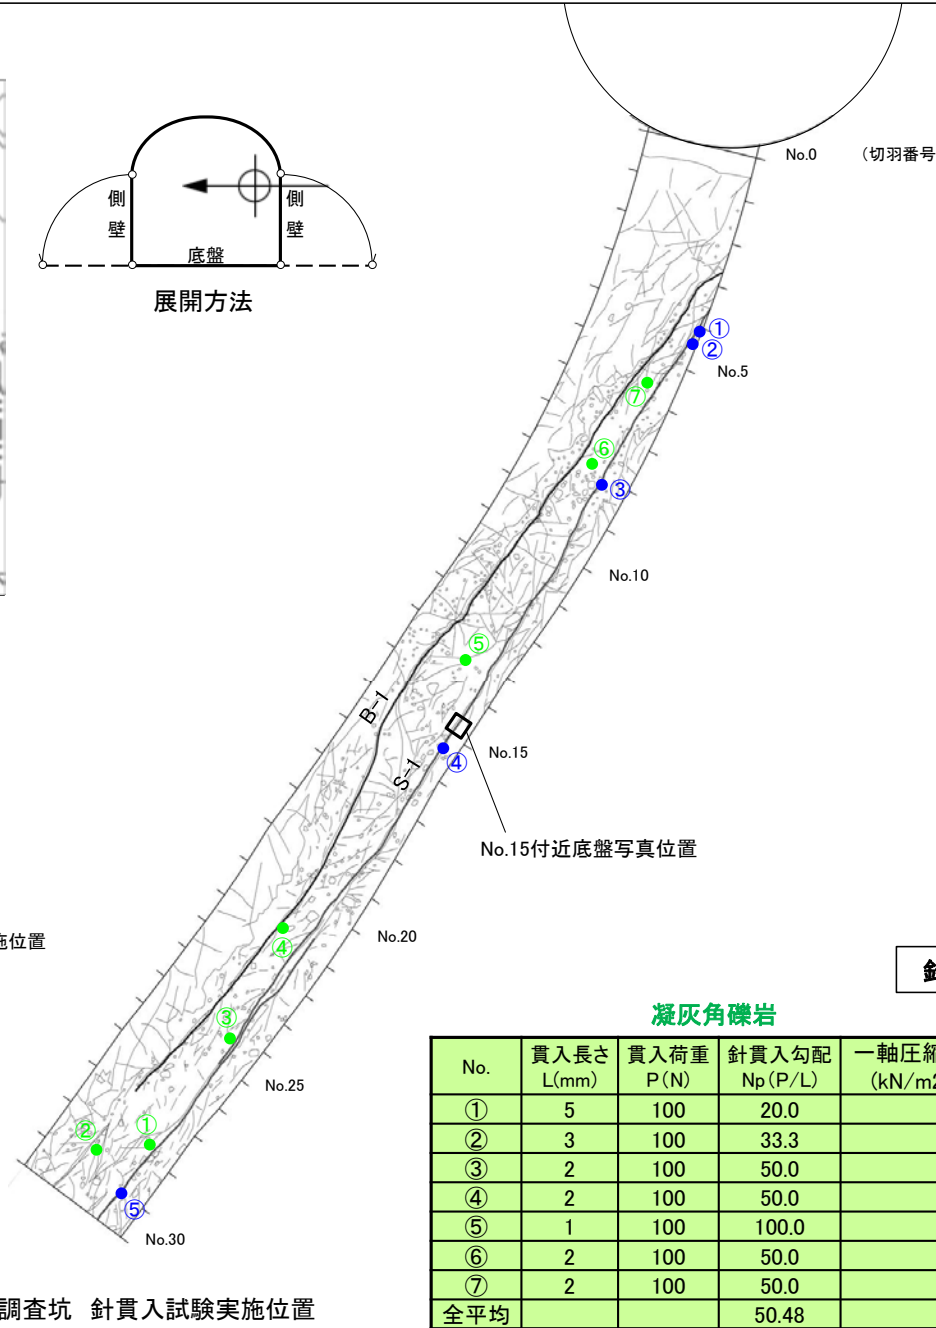 No.0
(切羽番号
側壁
側壁
底盤
展開方法
①
②
No.5
⑦
⑥
③
No.10
⑤
B-1
S-1
④
No.15
No.15付近底盤写真位置
④
No.20
施位置
③
No.25
②
①
⑤
No.30
調査坑 針貫入試験実施位置
凝灰角礫岩
No. 貫入長さ L(mm) 貫入荷重 P(N) 針貫入勾配 Np(P/L) 一軸圧縮 (kN/m2
① 5 100 20.0
② 3 100 33.3
③ 2 100 50.0
④ 2 100 50.0
⑤ 1 100 100.0
⑥ 2 100 50.0
⑦ 2 100 50.0
全平均 50.48